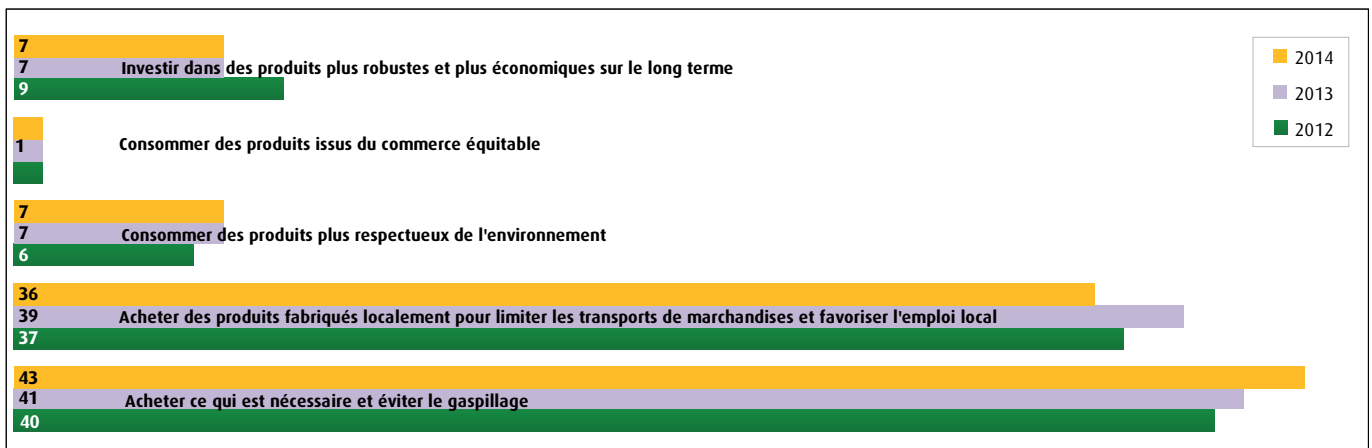 7
7 Investir dans des produits plus robustes et plus économiques sur le long terme
9
1 Consommer des produits issus du commerce équitable
7
7 Consommer des produits plus respectueux de l'environnement
6
36
39 Acheter des produits fabriqués localement pour limiter les transports de marchandises et favoriser l'emploi local
37
43
41 Acheter ce qui est nécessaire et éviter le gaspillage
40
2014
2013
2012